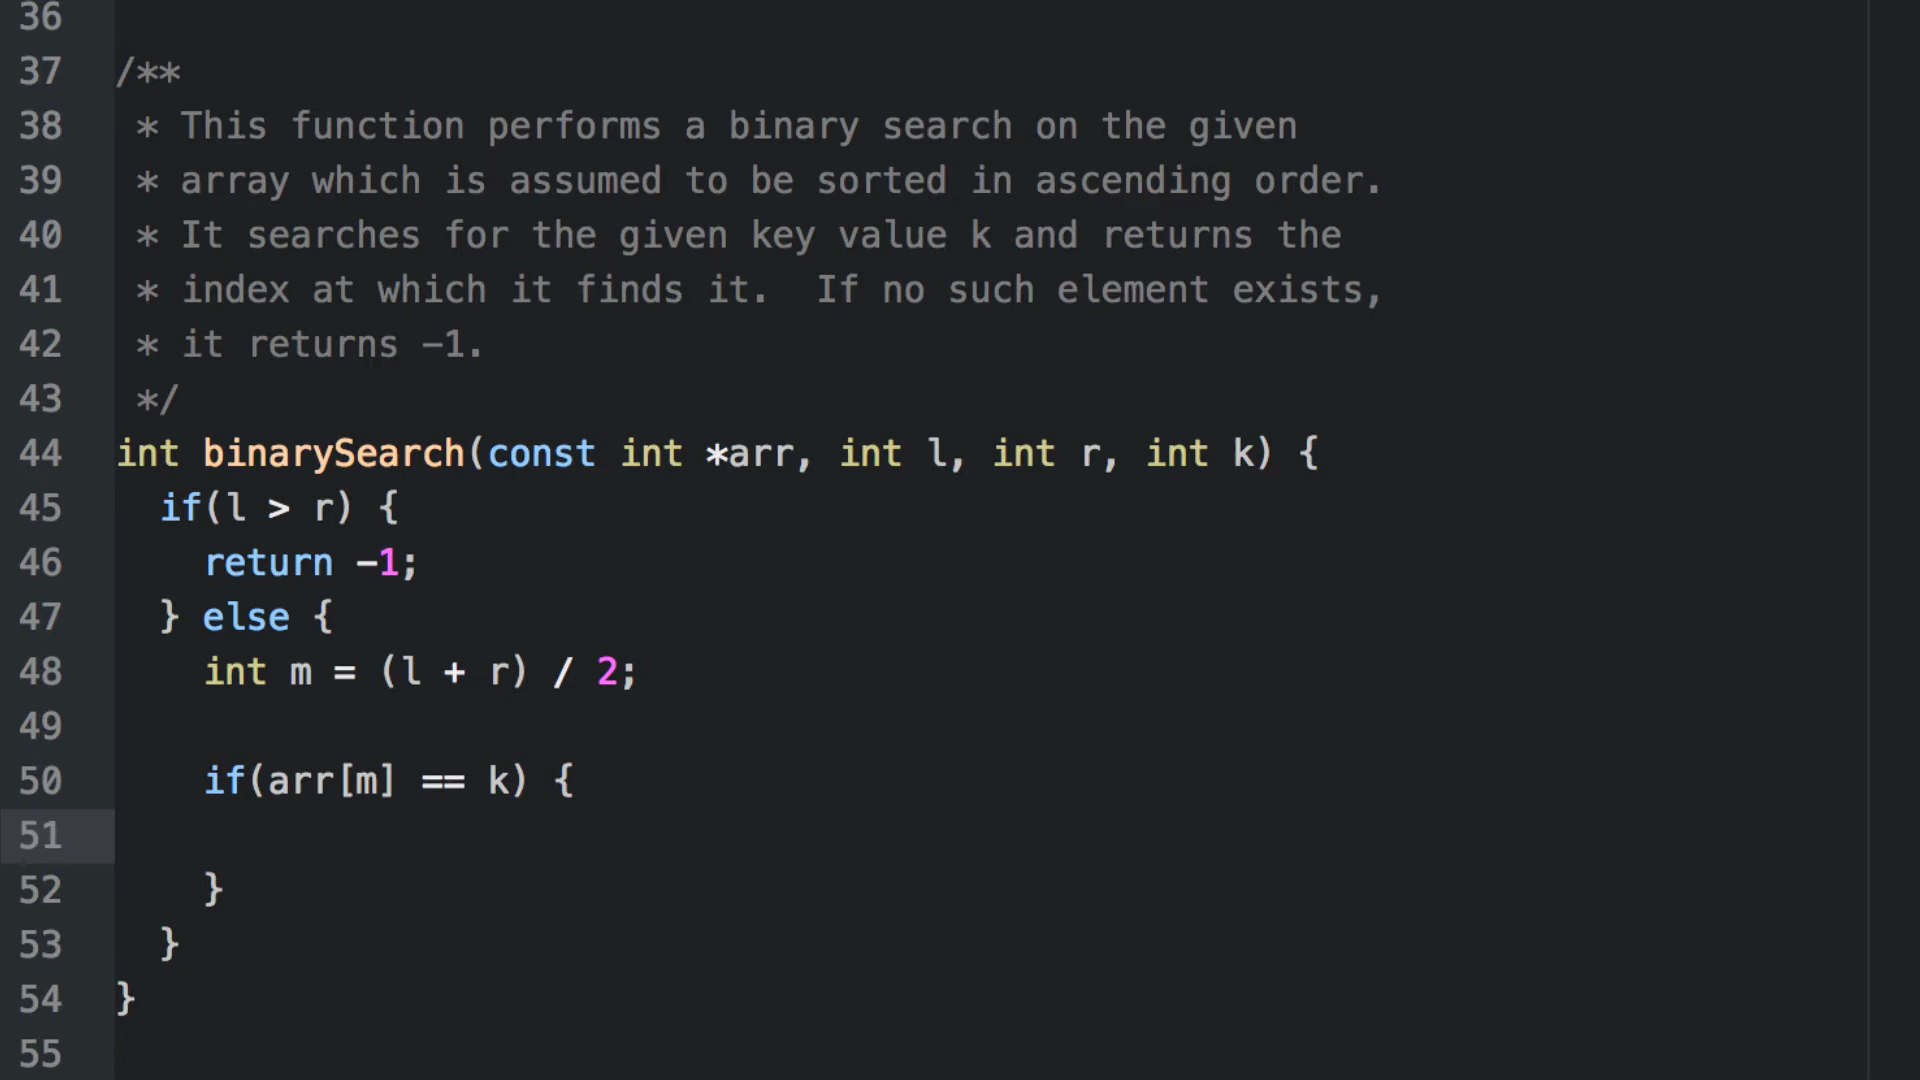 36
37 /**
38  * This function performs a binary search on the given
39  * array which is assumed to be sorted in ascending order.
40  * It searches for the given key value k and returns the
41  * index at which it finds it.  If no such element exists,
42  * it returns -1.
43  */
44 int binarySearch(const int *arr, int l, int r, int k) {
45   if(l > r) {
46     return -1;
47   } else {
48     int m = (l + r) / 2;
49
50     if(arr[m] == k) {
51
52     }
53   }
54 }
55